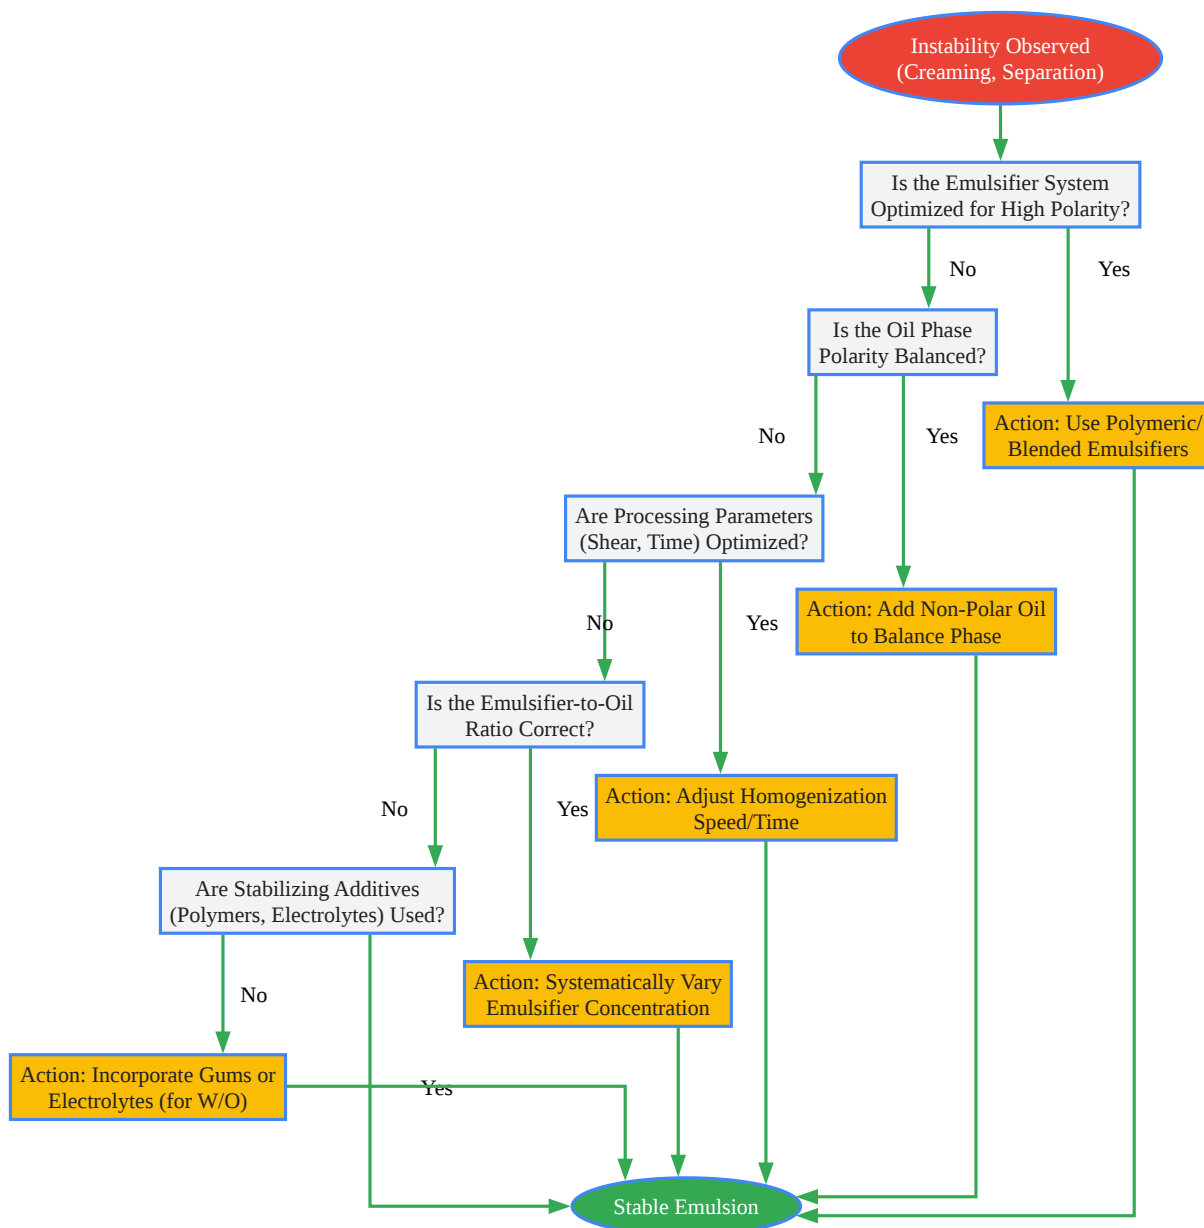 Instability Observed
(Creaming, Separation)
Is the Emulsifier System
Optimized for High Polarity?
No
Yes
Is the Oil Phase
Polarity Balanced?
Action: Use Polymeric/
Blended Emulsifiers
No
Yes
Are Processing Parameters
(Shear, Time) Optimized?
Action: Add Non-Polar Oil
to Balance Phase
No
Yes
Is the Emulsifier-to-Oil
Ratio Correct?
Action: Adjust Homogenization
Speed/Time
No
Yes
Are Stabilizing Additives
(Polymers, Electrolytes) Used?
Action: Systematically Vary
Emulsifier Concentration
No
Action: Incorporate Gums or
Electrolytes (for W/O)
Yes
Stable Emulsion